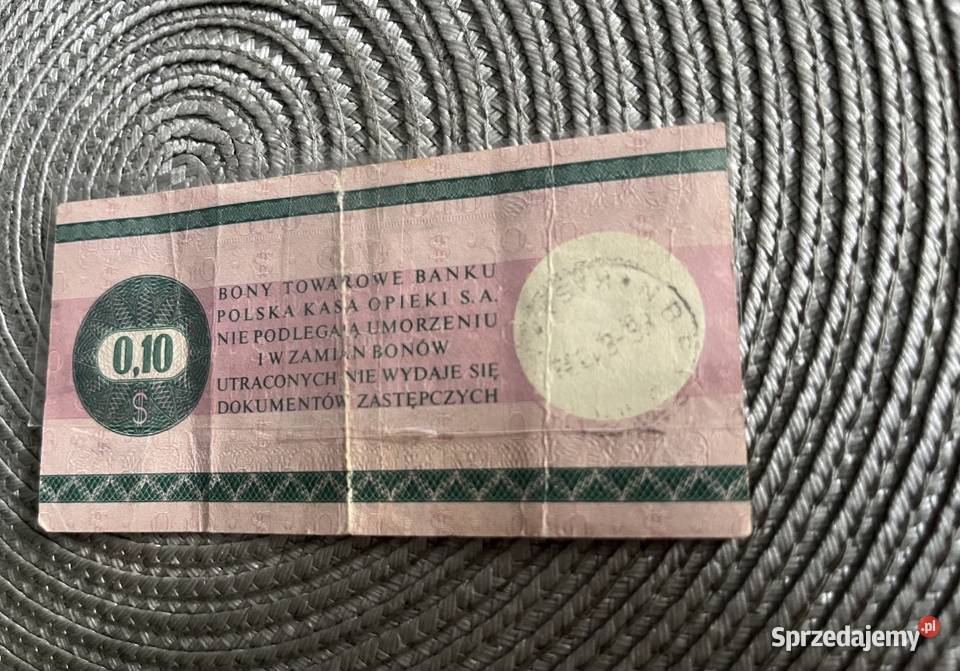 BONY TOWAROWE BANKU
POLSKA KASA OPIEKI S.A.
NIE PODLEGAJĄ UMORZENIU
I W ZAMIAN BONÓW
UTRACONYCH NIE WYDAJE SIĘ
DOKUMENTÓW ZASTĘPCZYCH
0,10
$
Sprzedajemy.pl